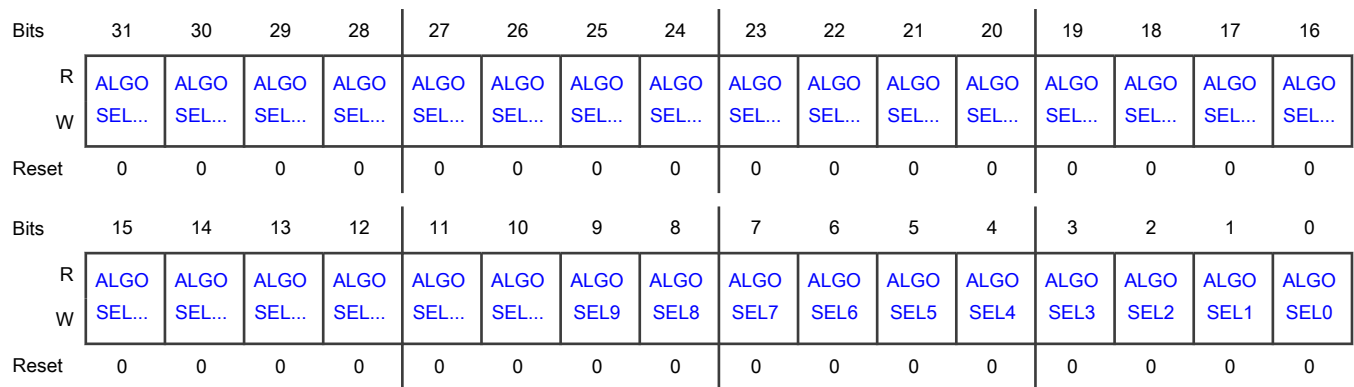 Bits 31 30 29 28 27 26 25 24 23 22 21 20 19 18 17 16
R ALGO ALGO ALGO ALGO ALGO ALGO ALGO ALGO ALGO ALGO ALGO ALGO ALGO ALGO ALGO ALGO
W SEL... SEL... SEL... SEL... SEL... SEL... SEL... SEL... SEL... SEL... SEL... SEL... SEL... SEL... SEL... SEL...
Reset 0 0 0 0 0 0 0 0 0 0 0 0 0 0 0 0
Bits 15 14 13 12 11 10 9 8 7 6 5 4 3 2 1 0
R ALGO ALGO ALGO ALGO ALGO ALGO ALGO ALGO ALGO ALGO ALGO ALGO ALGO ALGO ALGO ALGO
W SEL... SEL... SEL... SEL... SEL... SEL... SEL9 SEL8 SEL7 SEL6 SEL5 SEL4 SEL3 SEL2 SEL1 SEL0
Reset 0 0 0 0 0 0 0 0 0 0 0 0 0 0 0 0